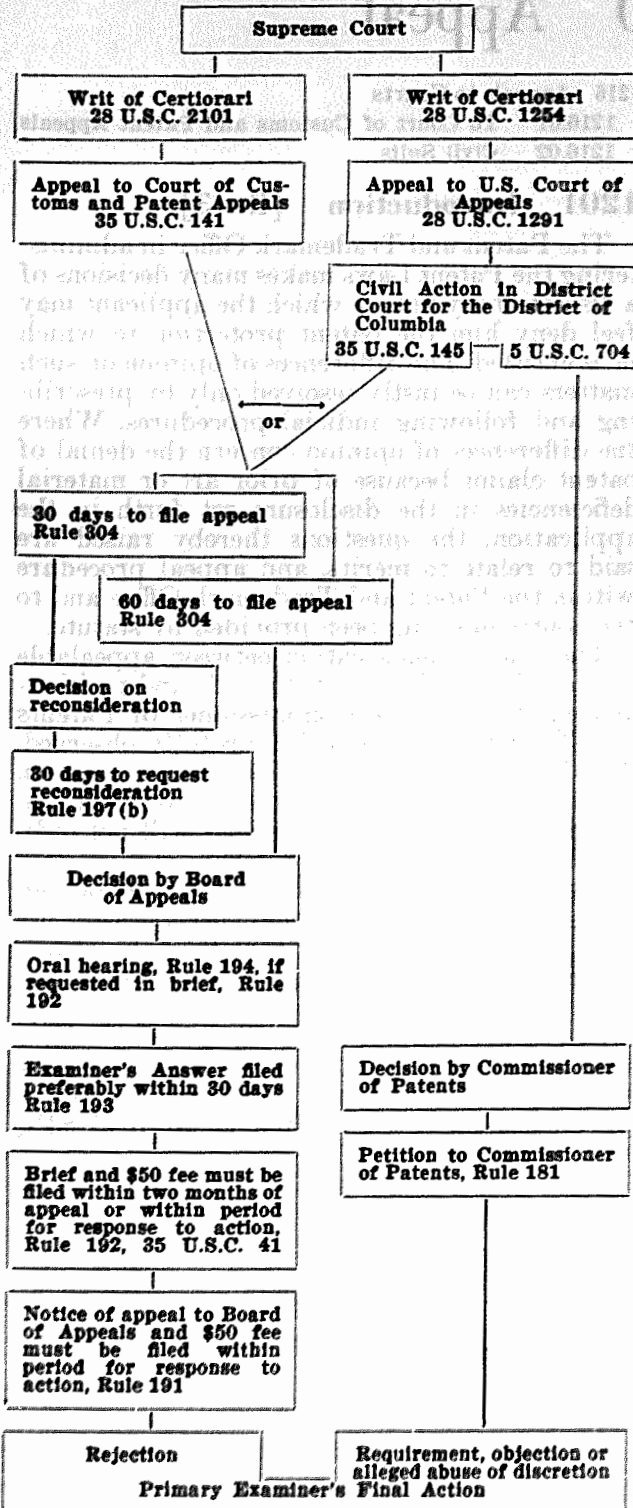 Supreme Court
Writ of Certiorari
28 U.S.C. 2101
Writ of Certiorari
28 U.S.C. 1254
Appeal to Court of Cus-
toms and Patent Appeals
35 U.S.C. 141
Appeal to U.S. Court of
Appeals
28 U.S.C. 1291
Civil Action in District
Court for the District of
Columbia
35 U.S.C. 145
5 U.S.C. 704
or
30 days to file appeal
Rule 304
60 days to file appeal
Rule 304
Decision on
reconsideration
30 days to request
reconsideration
Rule 197(b)
Decision by Board
of Appeals
Oral hearing, Rule 194, if
requested in brief, Rule
192
Examiner's Answer filed
preferably within 30 days
Rule 193
Decision by Commissioner
of Patents
Petition to Commissioner
of Patents, Rule 181
Brief and $50 fee must be
filed within two months of
appeal or within period
for response to action,
Rule 192, 35 U.S.C. 41
Notice of appeal to Board
of Appeals and $50 fee
must be filed within
period for response to
action, Rule 191
Rejection
Requirement, objection or
alleged abuse of discretion
Primary Examiner's Final Action